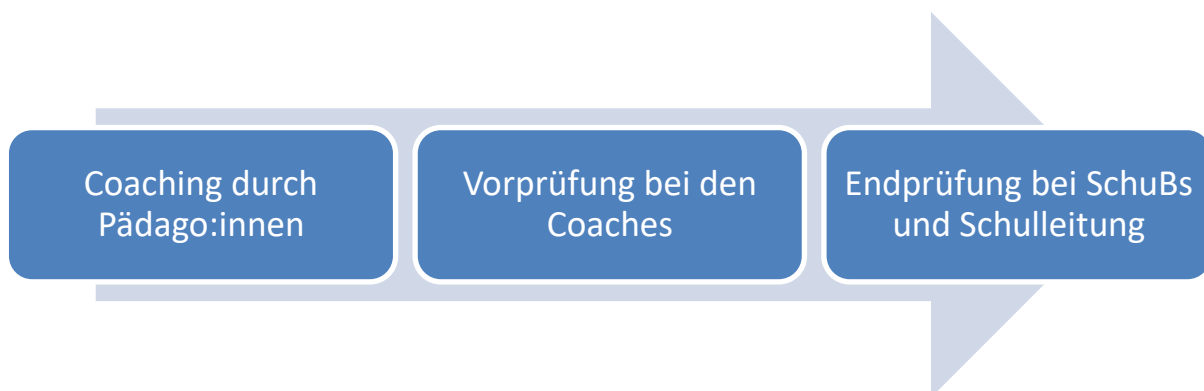 Coaching durch
Pädago:innen
Vorprüfung bei den
Coaches
Endprüfung bei SchuBs
und Schulleitung